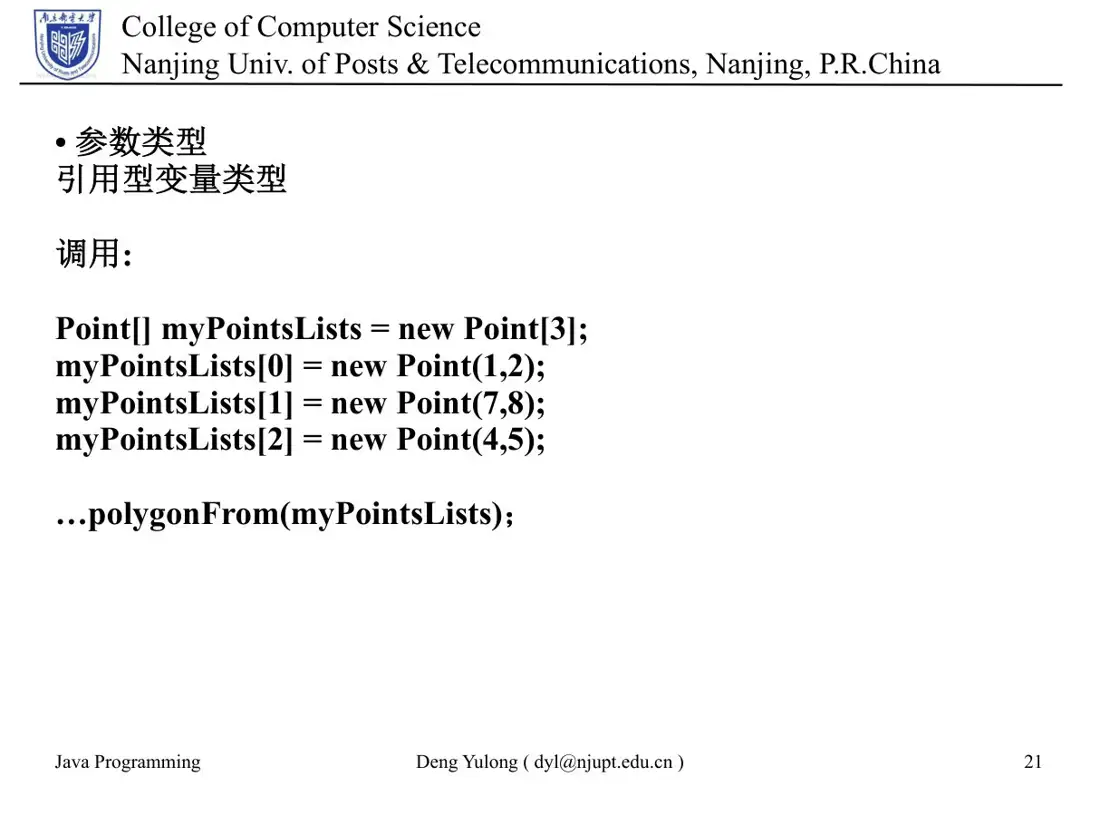 College of Computer Science
Nanjing Univ. of Posts & Telecommunications, Nanjing, P.R.China
• 参数类型
引用型变量类型
调用:
Point[] myPointsLists = new Point[3];
myPointsLists[0] = new Point(1,2);
myPointsLists[1] = new Point(7,8);
myPointsLists[2] = new Point(4,5);
…polygonFrom(myPointsLists)；
Java Programming
Deng Yulong ( dyl@njupt.edu.cn )
21